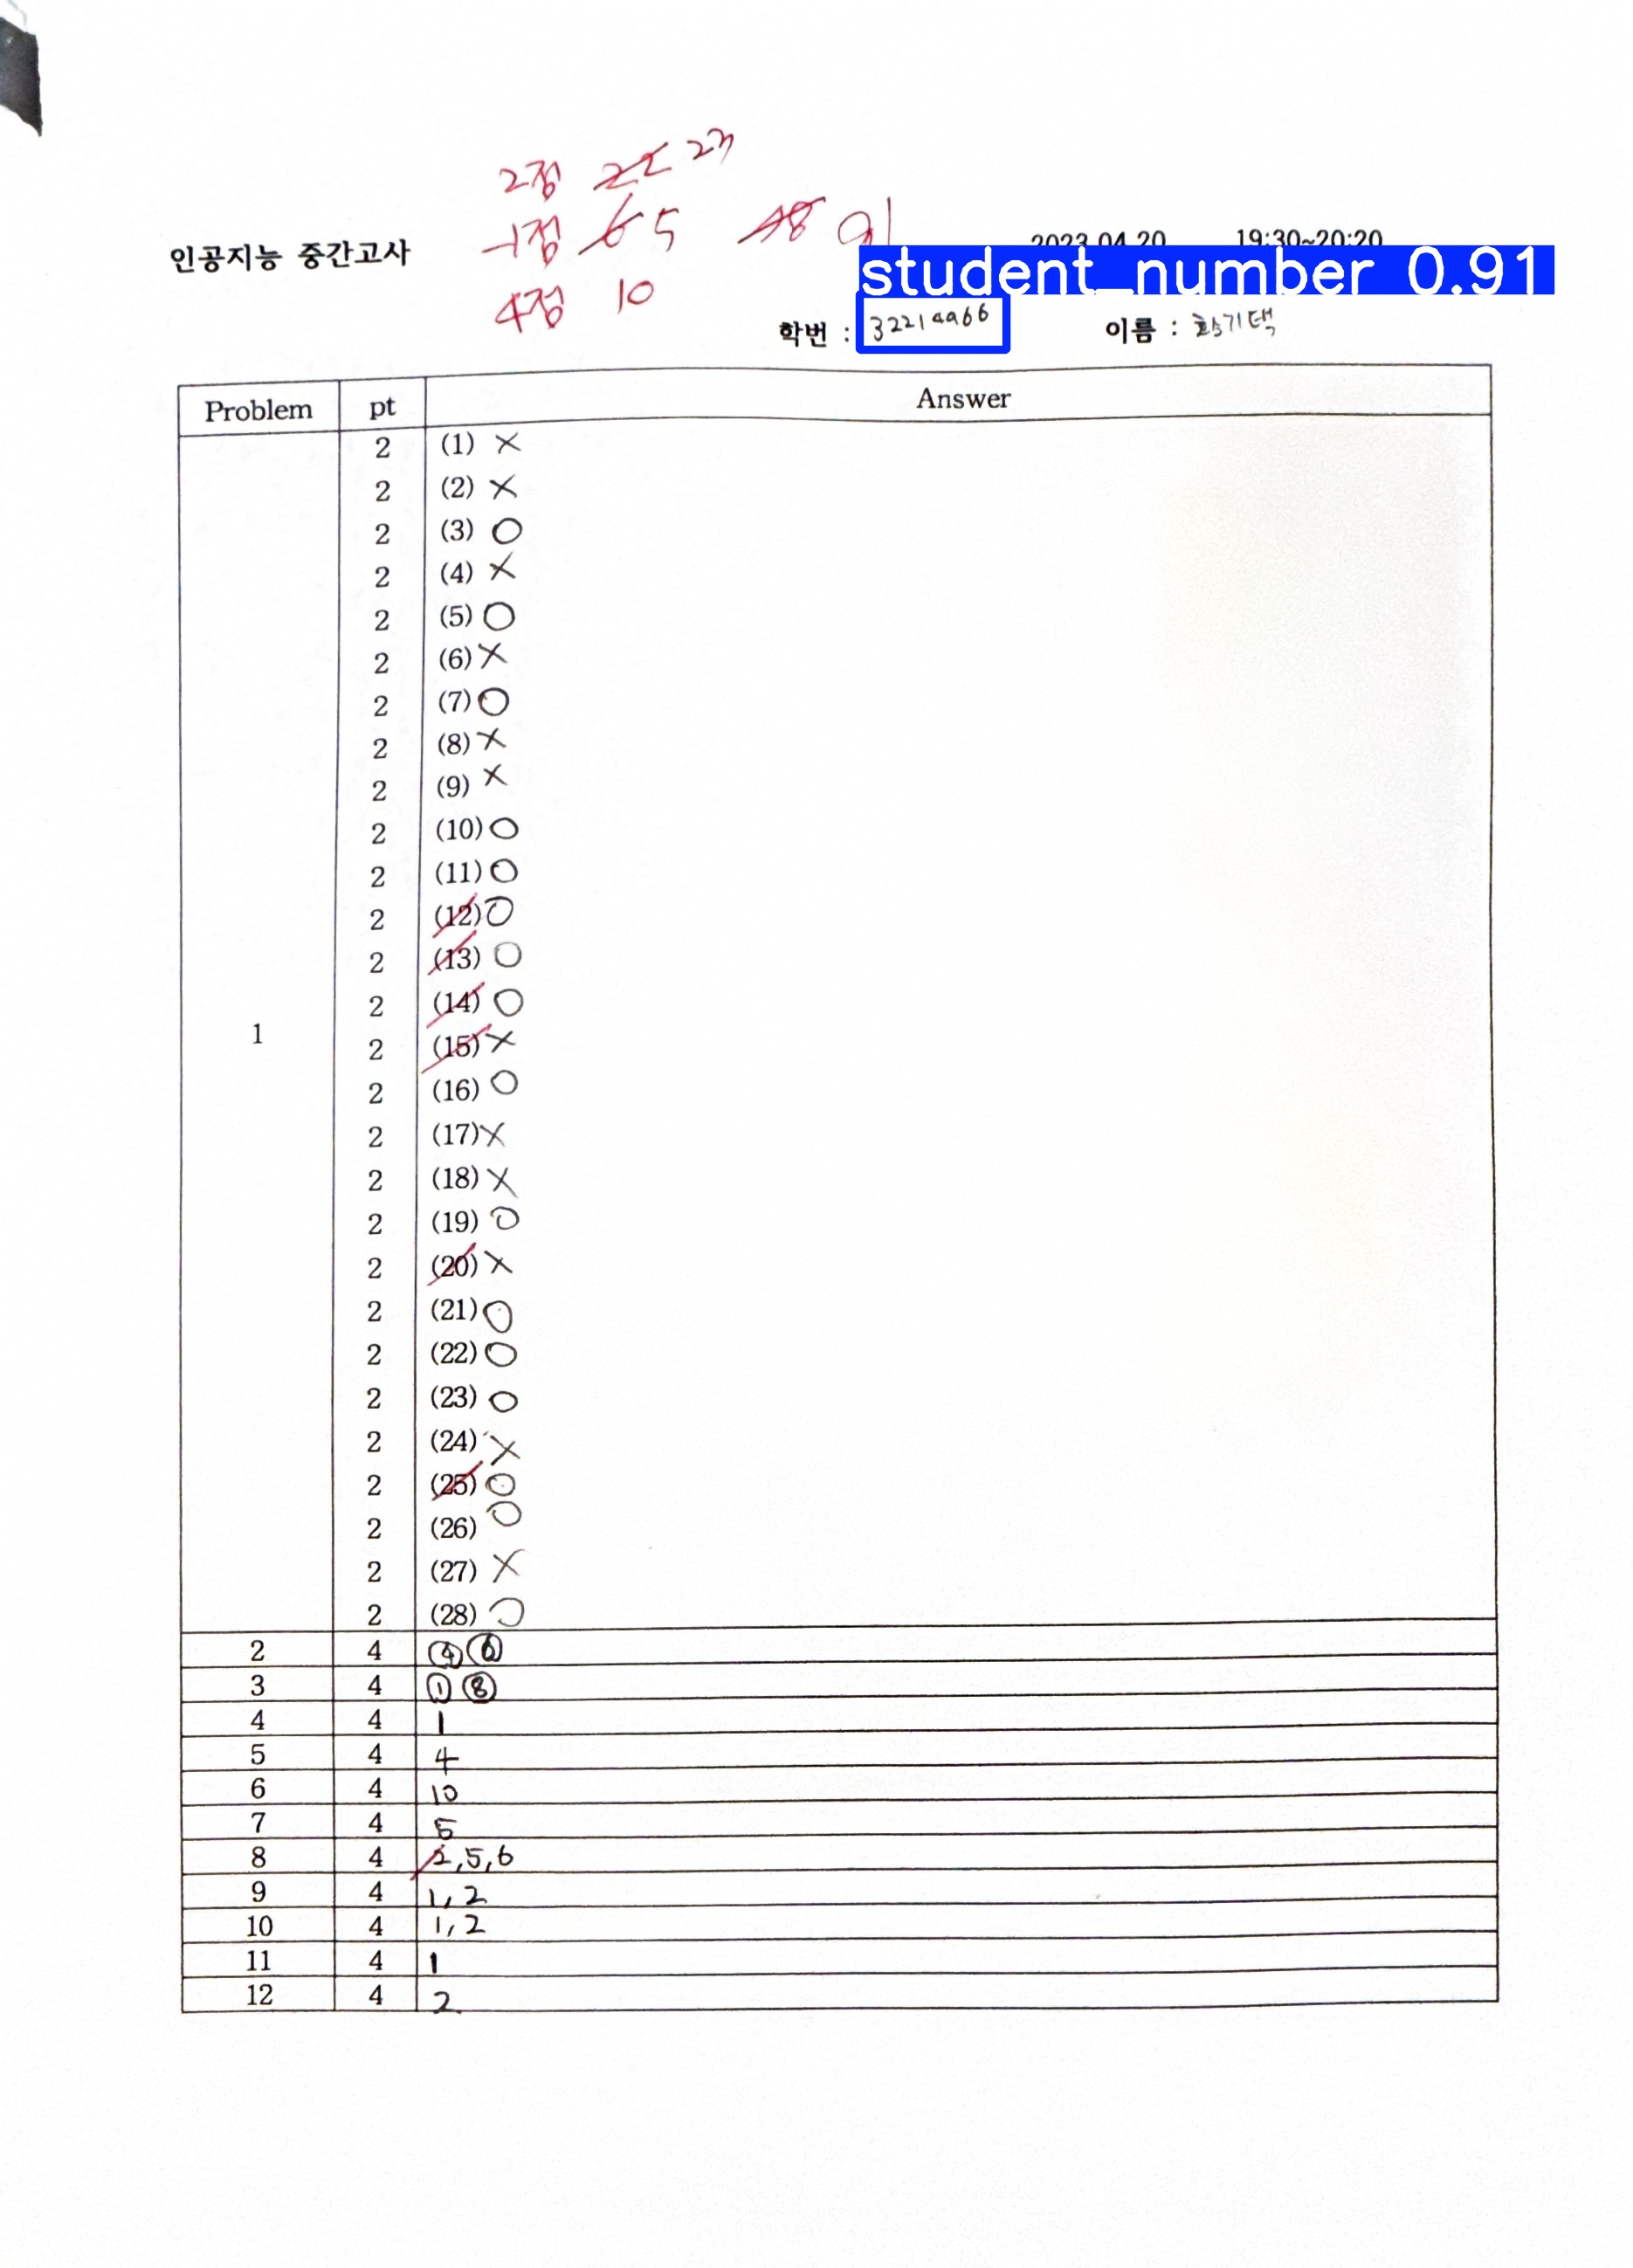 2점 22 23
-1점 6 5 48 91
4점 10
인공지능 중간고사 2023.04.20 19:30~20:20
student_number 0.91
학번 : 32214966 이름 : 황기택
Problem pt Answer
1
2 (1) X
2 (2) X
2 (3) O
2 (4) X
2 (5) O
2 (6) X
2 (7) O
2 (8) X
2 (9) X
2 (10) O
2 (11) O
2 (12) O
2 (13) O
2 (14) O
2 (15) X
2 (16) O
2 (17) X
2 (18) X
2 (19) O
2 (20) X
2 (21) O
2 (22) O
2 (23) O
2 (24) X
2 (25) O
2 (26) O
2 (27) X
2 (28) O
2 4 ④ ⑥
3 4 ① ⑧
4 4 1
5 4 4
6 4 10
7 4 5
8 4 2,5,6
9 4 1,2
10 4 1,2
11 4 1
12 4 2